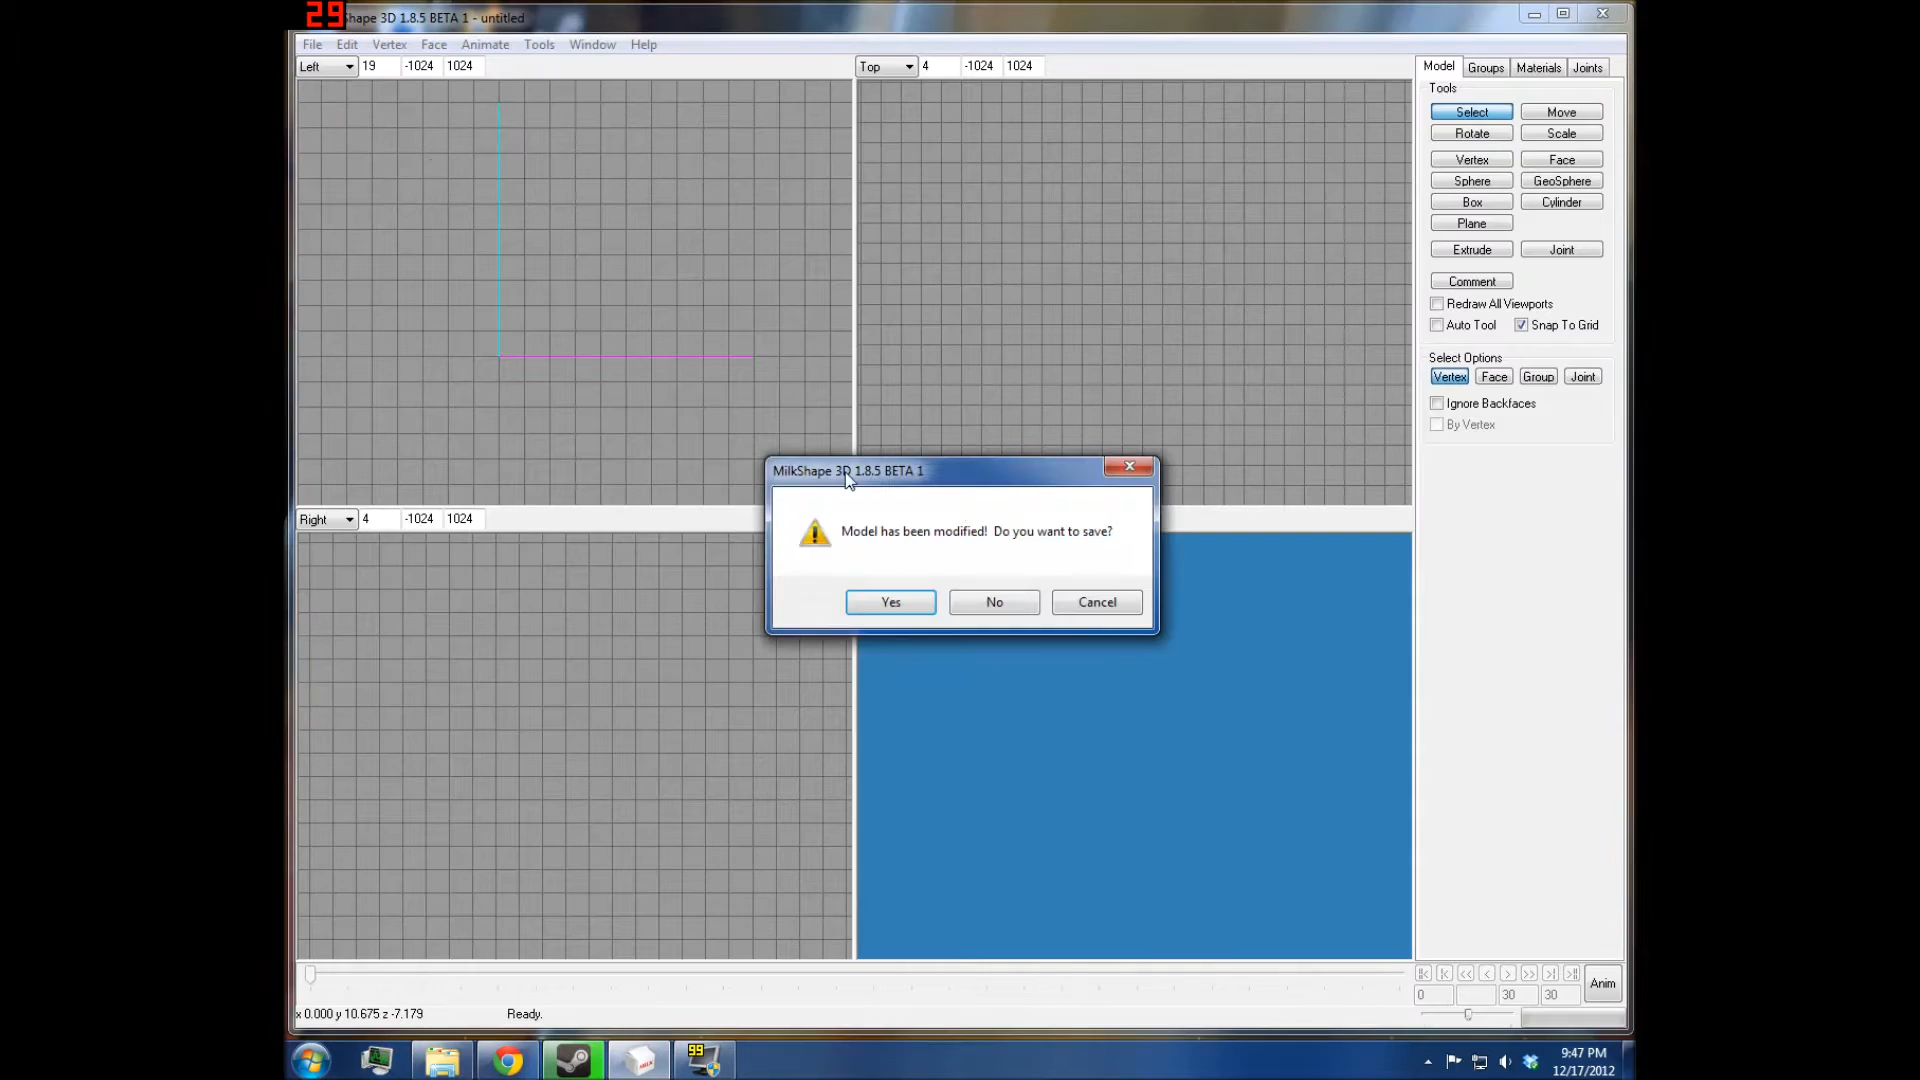 29
hape 3D 1.8.5 BETA 1 - untitled
File Edit Vertex Face Animate Tools Window Help
Left 19 -1024 1024
Top 4 -1024 1024
Model Groups Materials Joints
Tools
Select Move
Rotate Scale
Vertex Face
Sphere GeoSphere
Box Cylinder
Plane
Extrude Joint
Comment
Redraw All Viewports
Auto Tool Snap To Grid
Select Options
Vertex Face Group Joint
Ignore Backfaces
By Vertex
MilkShape 3D 1.8.5 BETA 1
Model has been modified! Do you want to save?
Yes No Cancel
Right 4 -1024 1024
Anim
0 30 30
x 0.000 y 10.675 z -7.179 Ready.
99
9:47 PM
12/17/2012